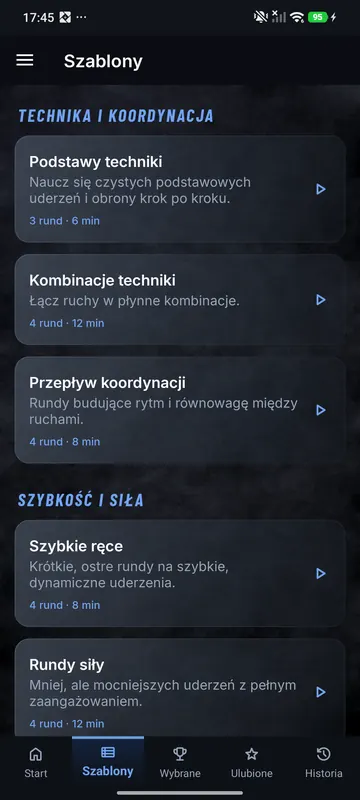 17:45
95
Szablony
TECHNIKA I KOORDYNACJA
Podstawy techniki
Naucz się czystych podstawowych
uderzeń i obrony krok po kroku.
3 rund · 6 min
Kombinacje techniki
Łącz ruchy w płynne kombinacje.
4 rund · 12 min
Przepływ koordynacji
Rundy budujące rytm i równowagę między
ruchami.
4 rund · 8 min
SZYBKOŚĆ I SIŁA
Szybkie ręce
Krótkie, ostre rundy na szybkie,
dynamiczne uderzenia.
4 rund · 8 min
Rundy siły
Mniej, ale mocniejszych uderzeń z pełnym
zaangażowaniem.
4 rund · 12 min
Start
Szablony
Wybrane
Ulubione
Historia